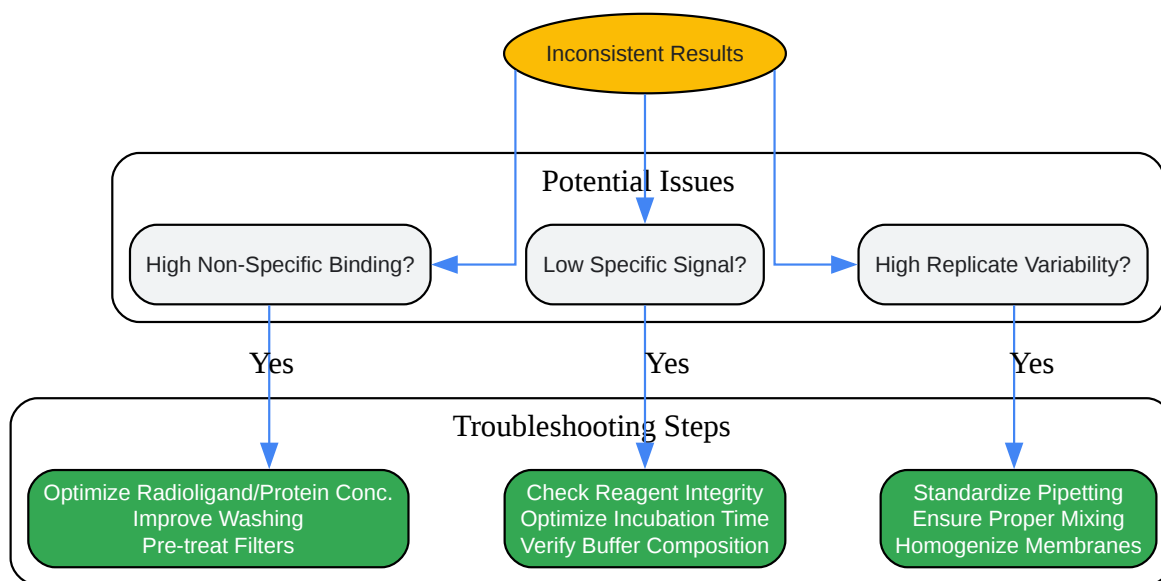 Inconsistent Results
Potential Issues
High Non-Specific Binding?
Low Specific Signal?
High Replicate Variability?
Yes
Yes
Yes
Troubleshooting Steps
Optimize Radioligand/Protein Conc.
Improve Washing
Pre-treat Filters
Check Reagent Integrity
Optimize Incubation Time
Verify Buffer Composition
Standardize Pipetting
Ensure Proper Mixing
Homogenize Membranes